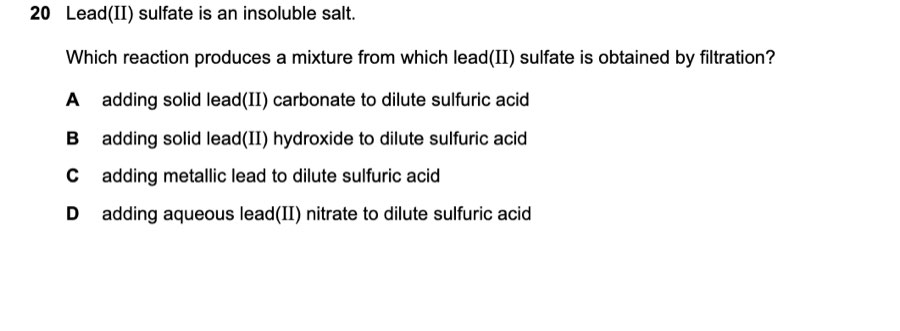 20 Lead(II) sulfate is an insoluble salt.
Which reaction produces a mixture from which lead(II) sulfate is obtained by filtration?
A adding solid lead(II) carbonate to dilute sulfuric acid
B adding solid lead(II) hydroxide to dilute sulfuric acid
C adding metallic lead to dilute sulfuric acid
D adding aqueous lead(II) nitrate to dilute sulfuric acid